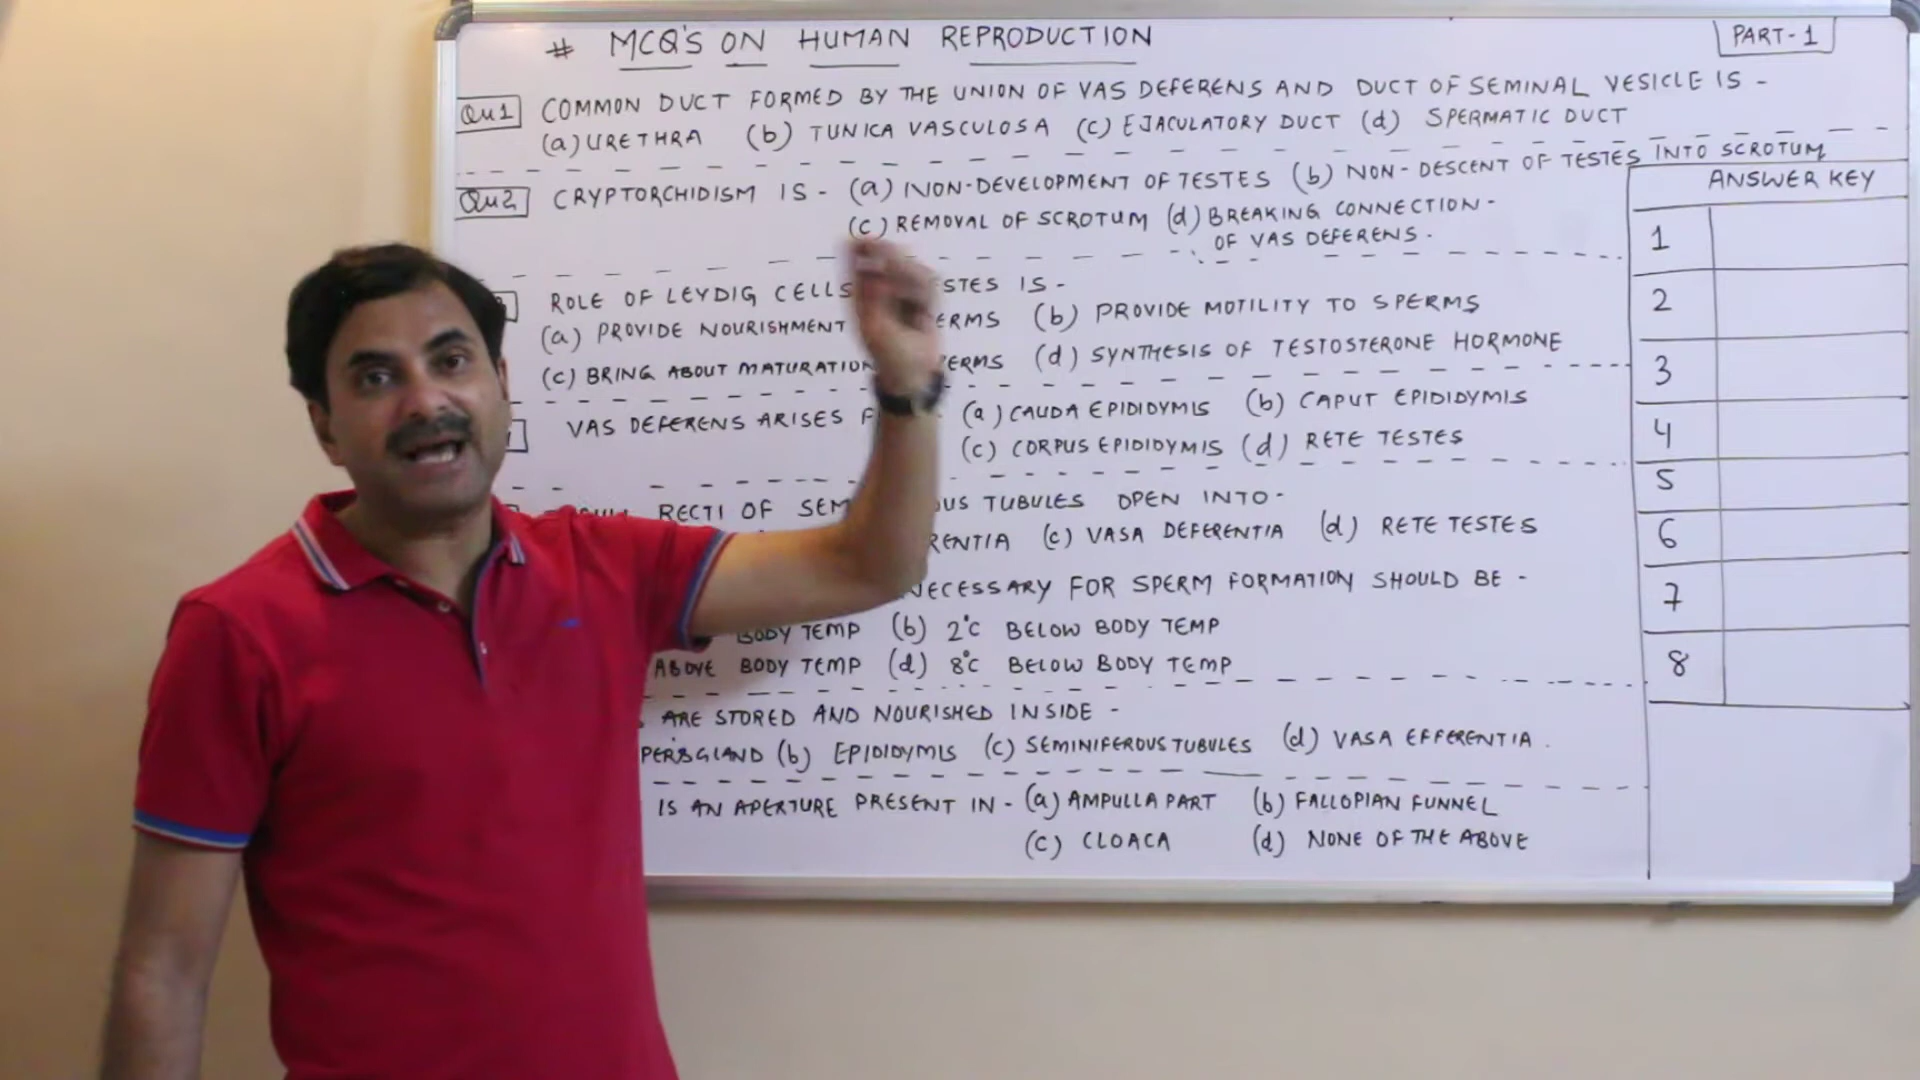 # MCQ'S ON HUMAN REPRODUCTION
PART-1
Qu1 COMMON DUCT FORMED BY THE UNION OF VAS DEFERENS AND DUCT OF SEMINAL VESICLE IS -
(a) URETHRA (b) TUNICA VASCULOSA (c) EJACULATORY DUCT (d) SPERMATIC DUCT
Qu2 CRYPTORCHIDISM IS - (a) NON-DEVELOPMENT OF TESTES (b) NON-DESCENT OF TESTES INTO SCROTUM
(c) REMOVAL OF SCROTUM (d) BREAKING CONNECTION -
OF VAS DEFERENS.
ROLE OF LEYDIG CELLS STES IS -
(a) PROVIDE NOURISHMENT ERMS (b) PROVIDE MOTILITY TO SPERMS
(c) BRING ABOUT MATURATION ERMS (d) SYNTHESIS OF TESTOSTERONE HORMONE
VAS DEFERENS ARISES F - (a) CAUDA EPIDIDYMIS (b) CAPUT EPIDIDYMIS
(c) CORPUS EPIDIDYMIS (d) RETE TESTES
RECTI OF SEM OUS TUBULES OPEN INTO -
RENTIA (c) VASA DEFERENTIA (d) RETE TESTES
NECESSARY FOR SPERM FORMATION SHOULD BE -
BODY TEMP (b) 2°C BELOW BODY TEMP
ABOVE BODY TEMP (d) 8°C BELOW BODY TEMP
ARE STORED AND NOURISHED INSIDE -
PER'S GLAND (b) EPIDIDYMIS (c) SEMINIFEROUS TUBULES (d) VASA EFFERENTIA.
IS AN APERTURE PRESENT IN - (a) AMPULLA PART (b) FALLOPIAN FUNNEL
(c) CLOACA (d) NONE OF THE ABOVE
ANSWER KEY
1
2
3
4
5
6
7
8